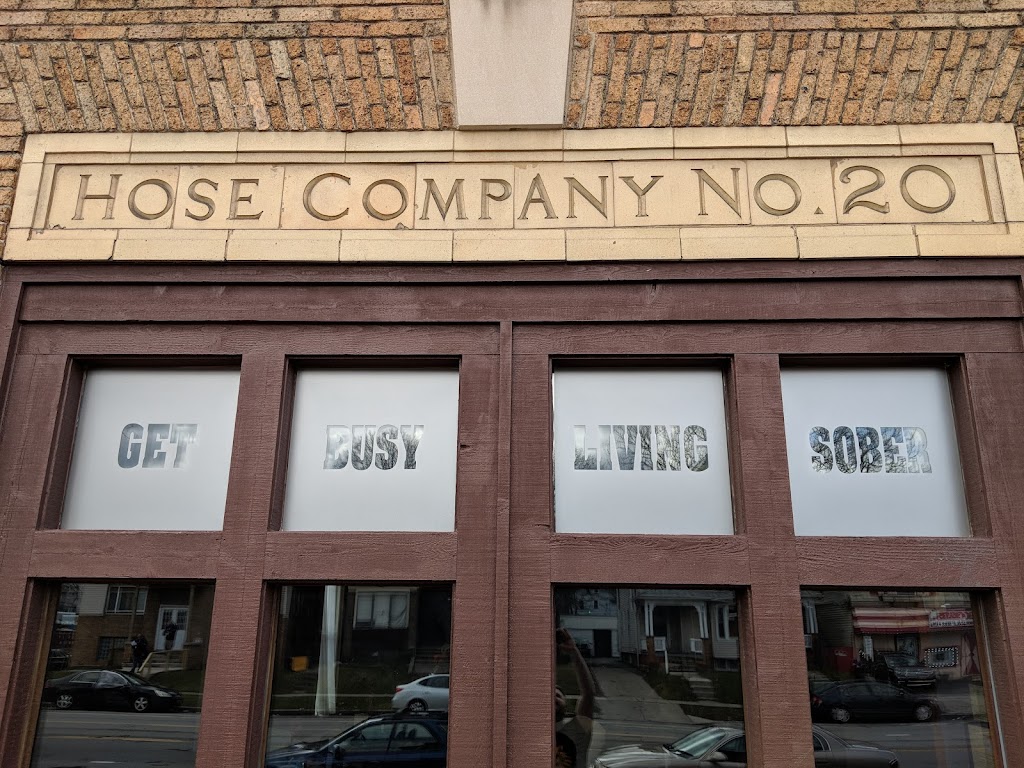 HOSE COMPANY NO. 20
GET BUSY LIVING SOBER